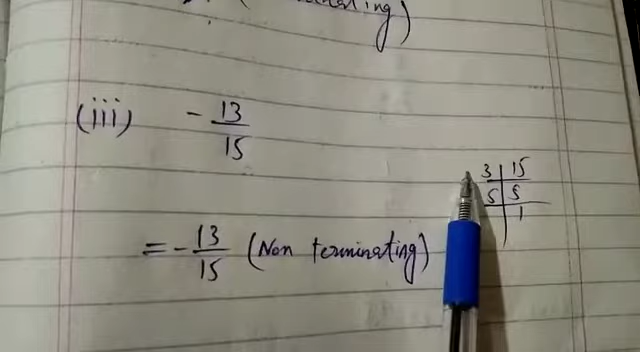 (iii) - 13/15
3 | 15
5 | 5
| 1
= - 13/15 (Non terminating)